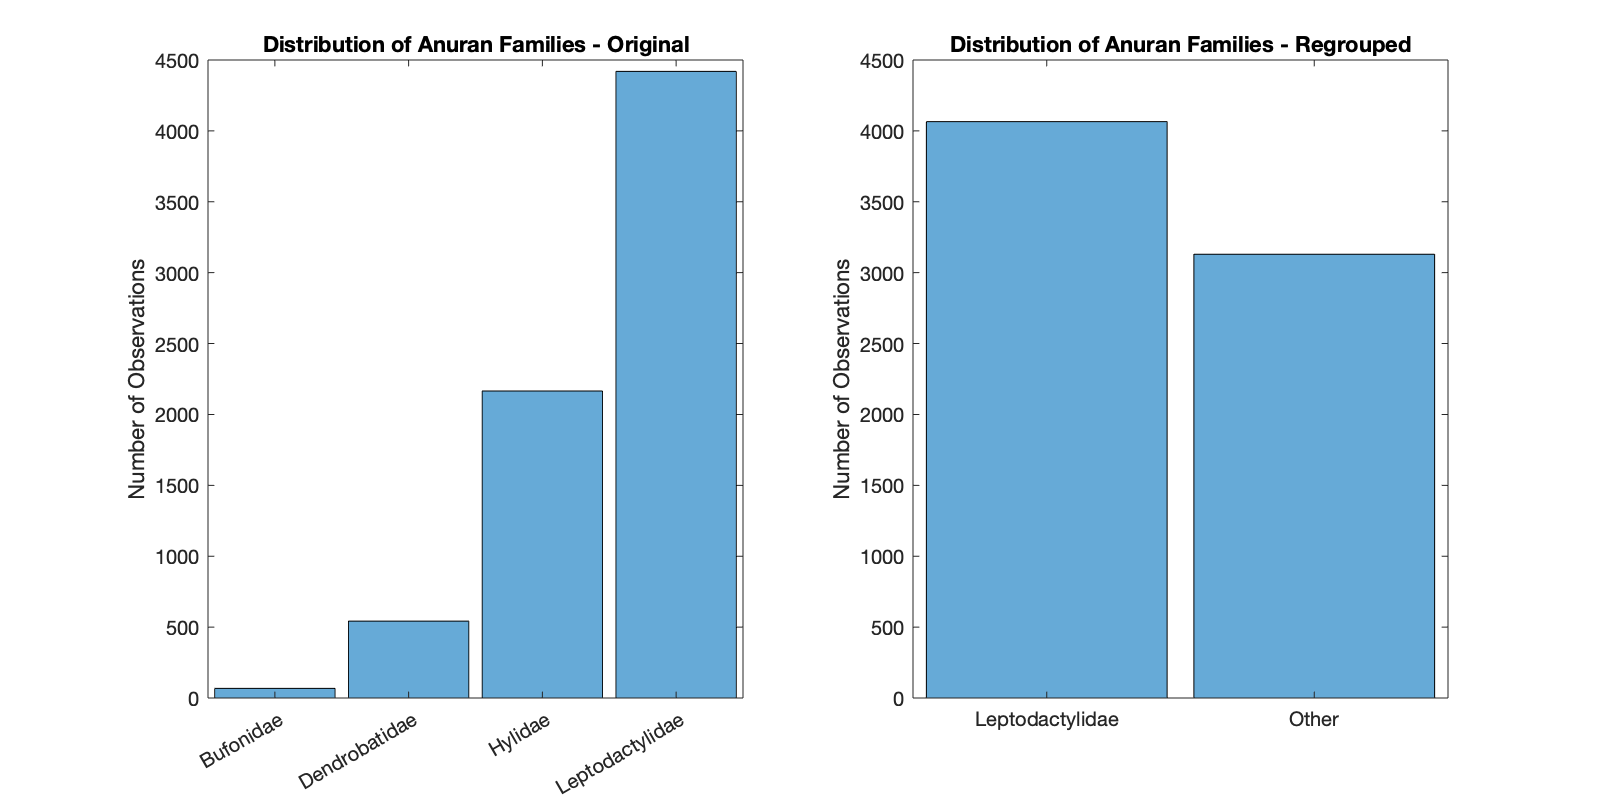 Distribution of Anuran Families - Original
4500
4000
3500
3000
2500
2000
1500
1000
500
0
Number of Observations
Bufonidae
Dendrobatidae
Hylidae
Leptodactylidae
Distribution of Anuran Families - Regrouped
4500
4000
3500
3000
2500
2000
1500
1000
500
0
Number of Observations
Leptodactylidae
Other